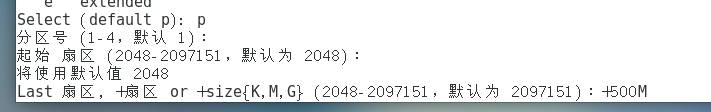 e   extended
Select (default p): p
分区号 (1-4，默认 1)：
起始 扇区 (2048-2097151，默认为 2048)：
将使用默认值 2048
Last 扇区, +扇区 or +size{K,M,G} (2048-2097151，默认为 2097151)：+500M